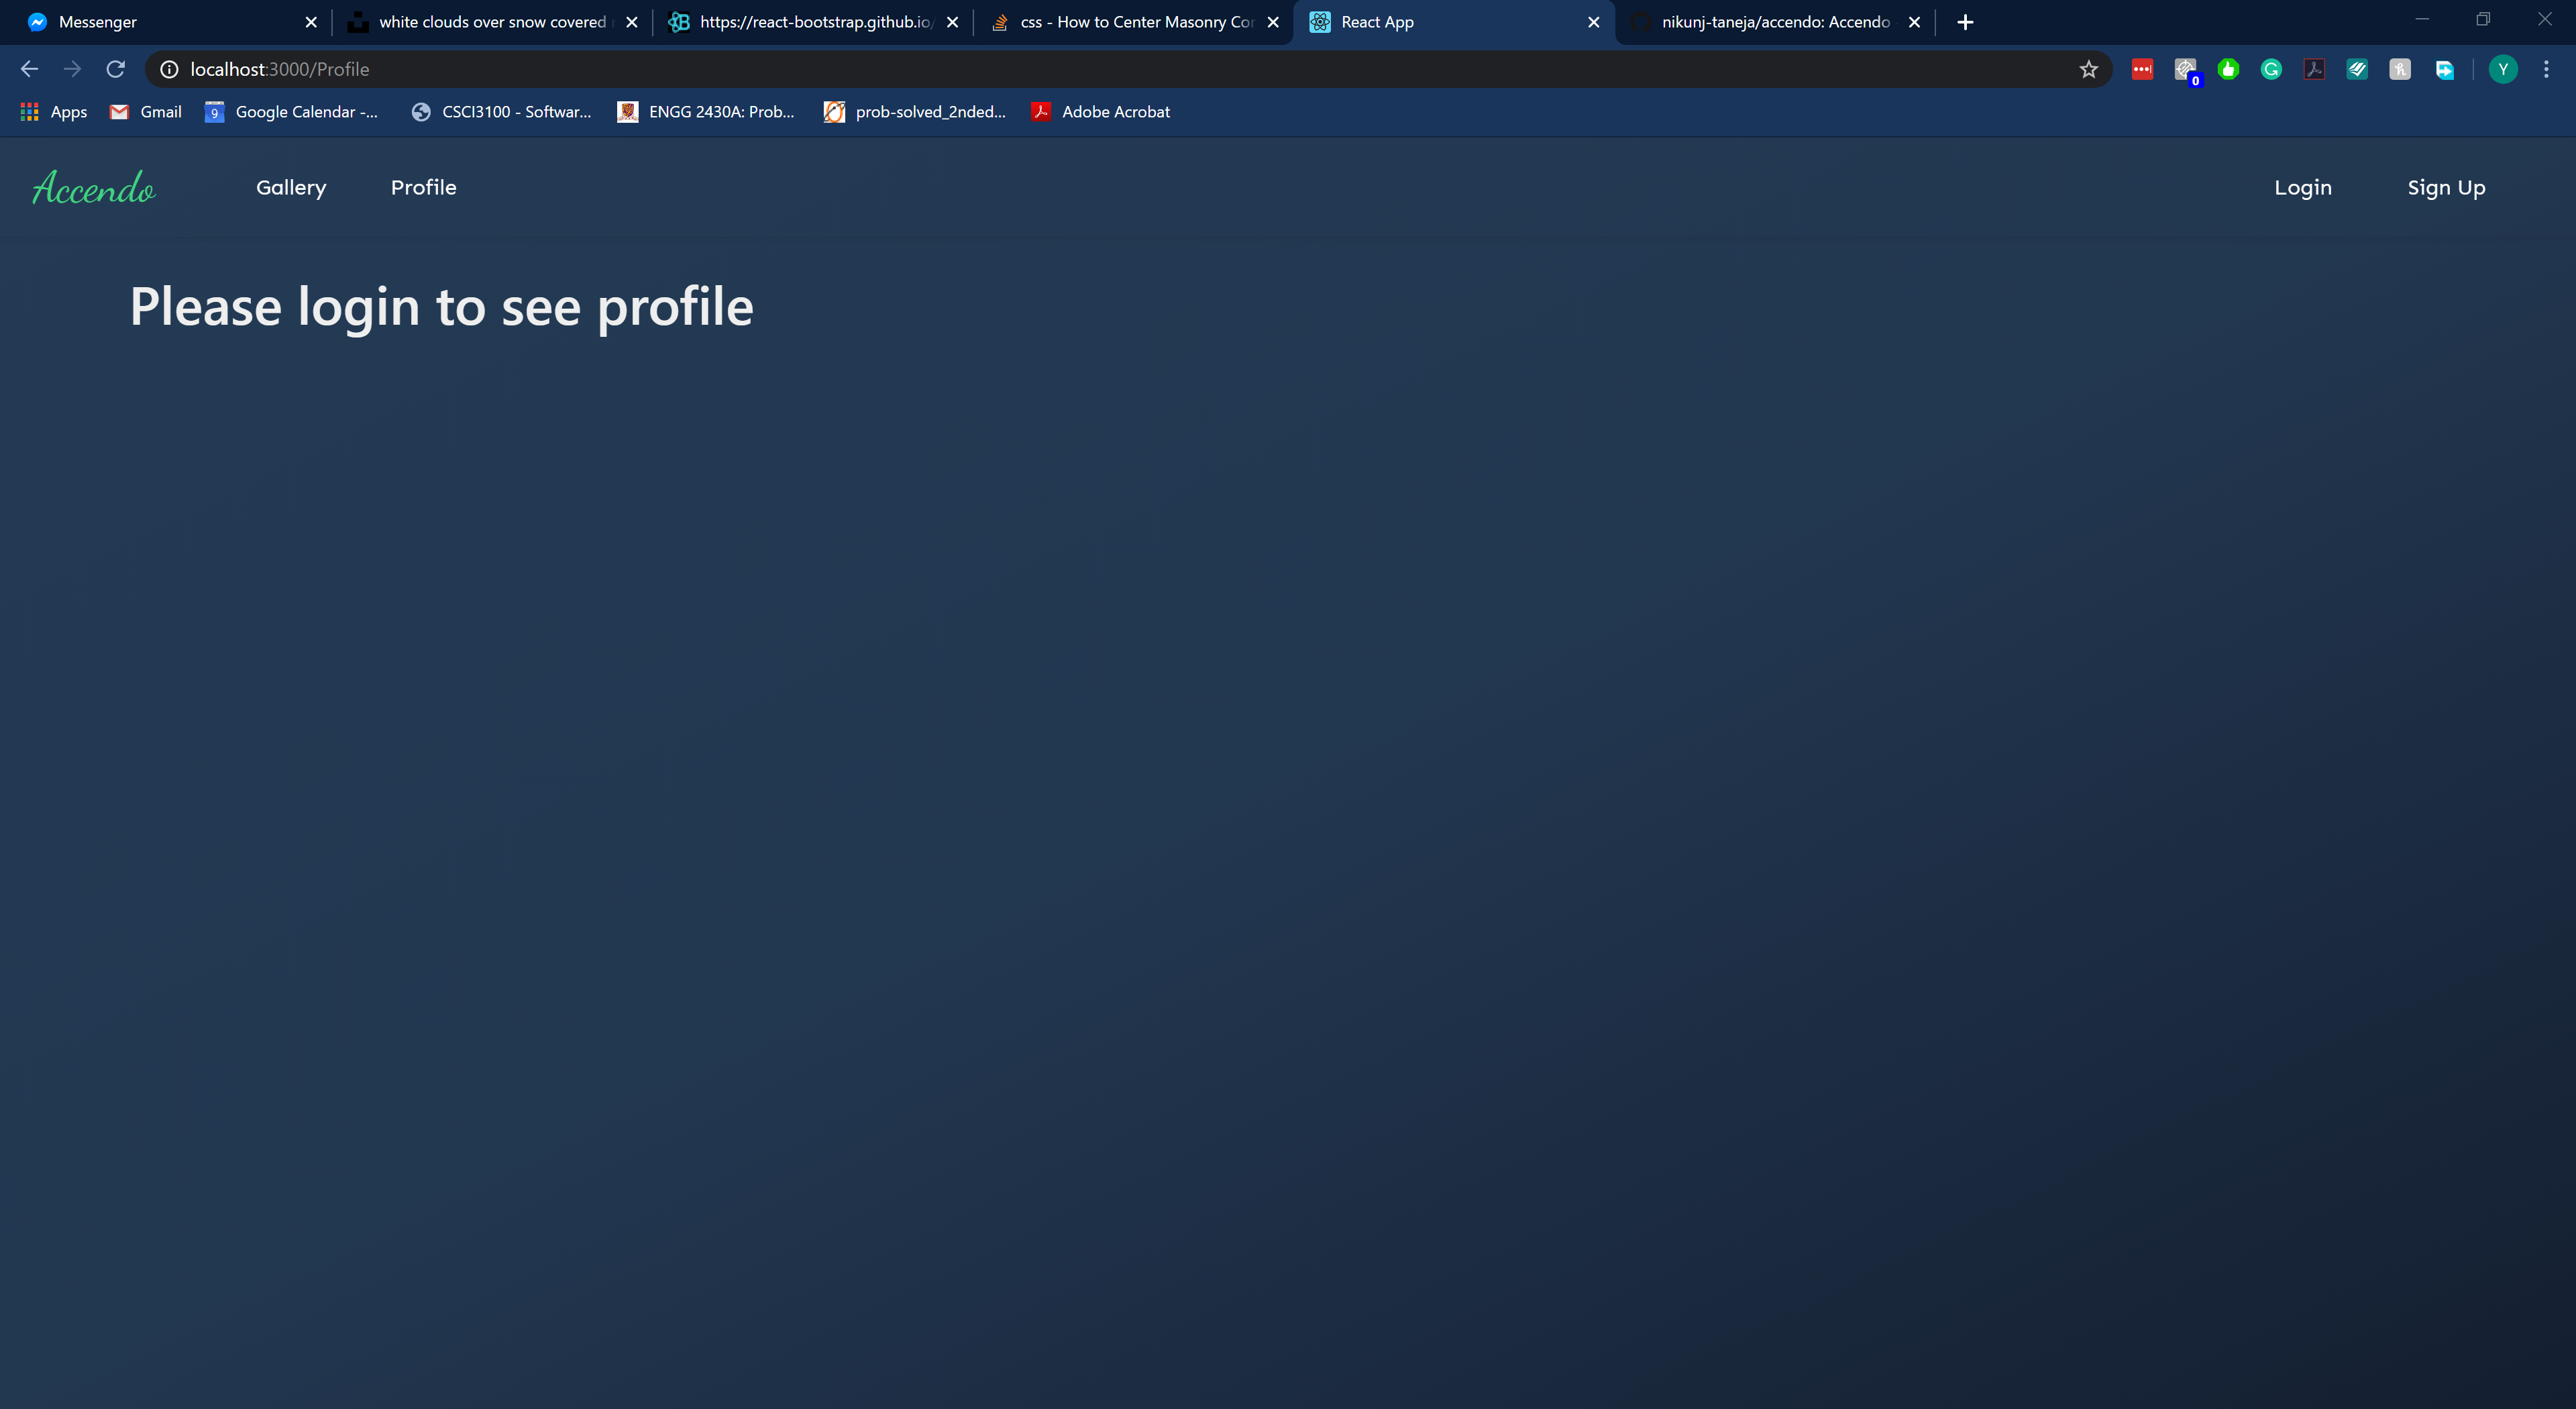 Messenger
white clouds over snow covered
https://react-bootstrap.github.io/
css - How to Center Masonry Cor
React App
nikunj-taneja/accendo: Accendo
localhost:3000/Profile
0
Y
Apps
Gmail
9
Google Calendar -...
CSCI3100 - Softwar...
ENGG 2430A: Prob...
prob-solved_2nded...
Adobe Acrobat
Accendo
Gallery
Profile
Login
Sign Up
Please login to see profile